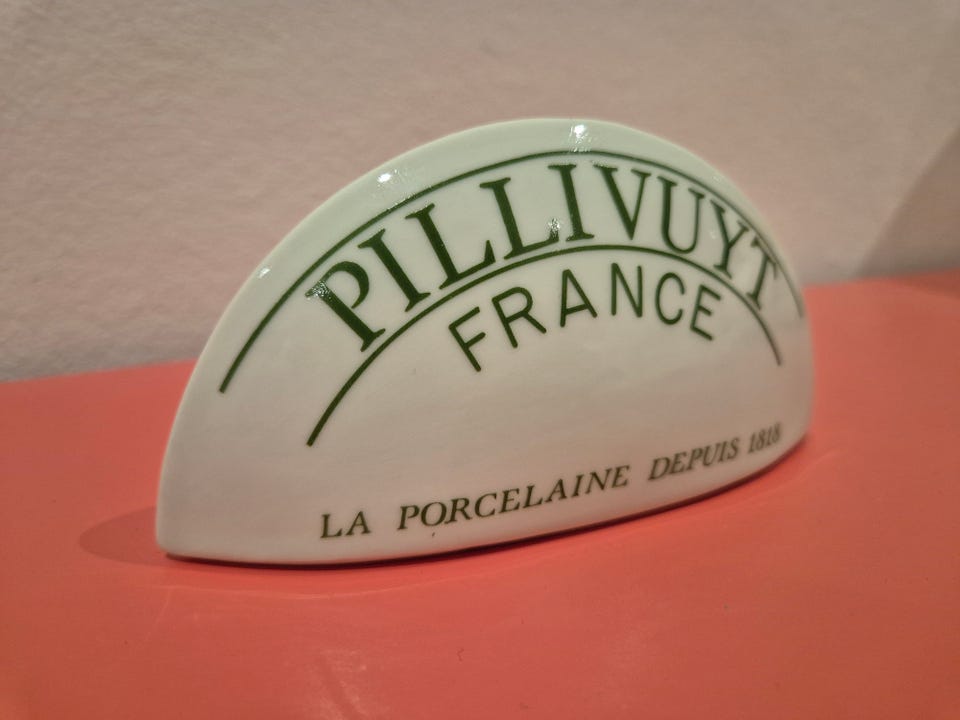 PILLIVUYT
FRANCE
LA PORCELAINE DEPUIS 1818